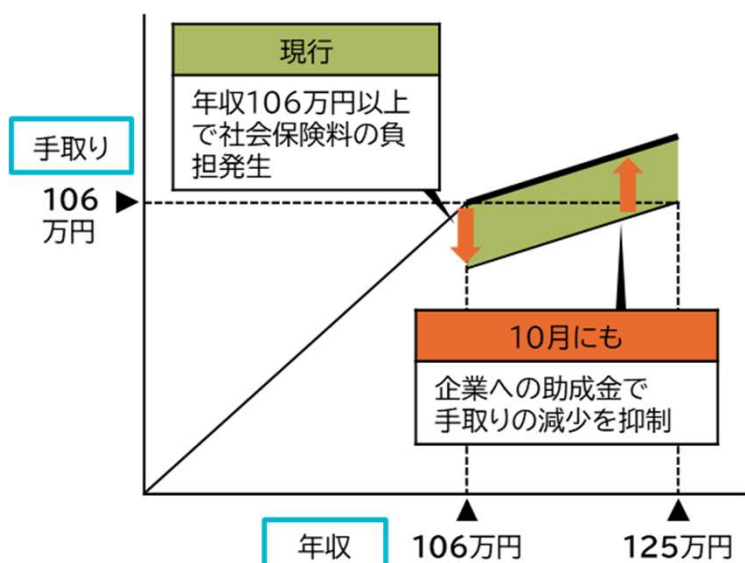 現行
年収106万円以上
で社会保険料の負
担発生
手取り
106
万円
10月にも
企業への助成金で
手取りの減少を抑制
年収
106万円
125万円